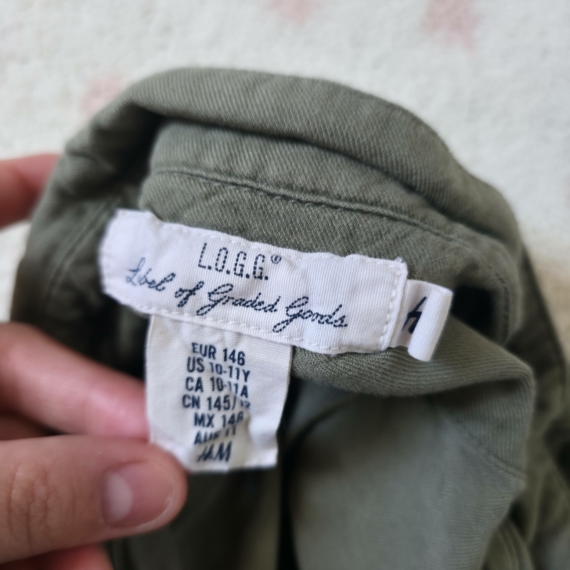 L.O.G.G.®
Label of Graded Goods
EUR 146
US 10-11Y
CA 10-11A
CN 145/
MX 146
H&M